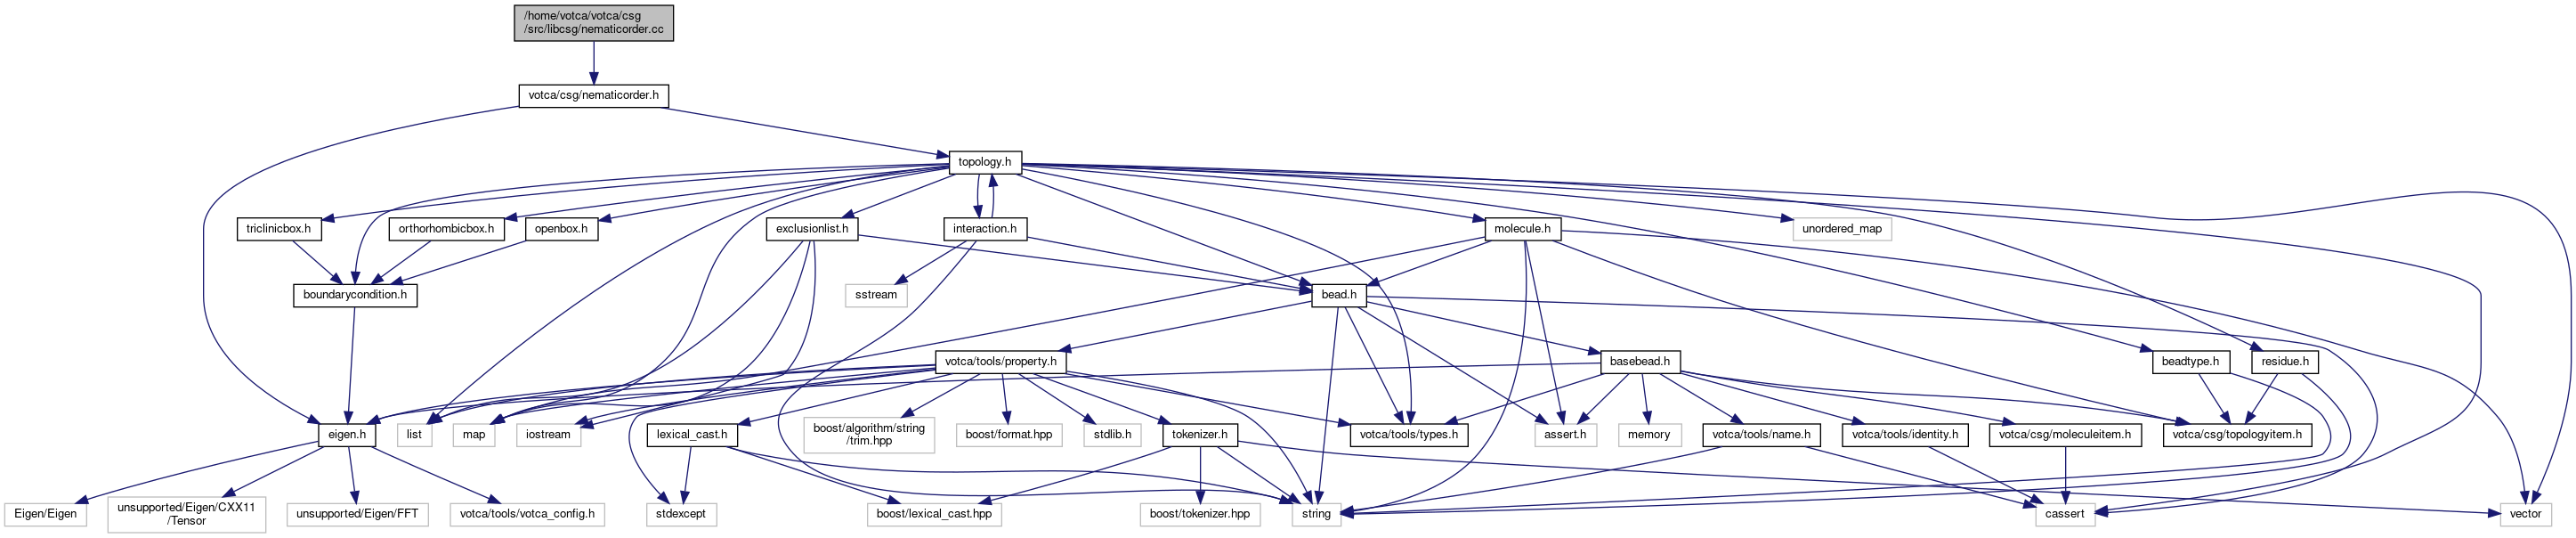 /home/votca/votca/csg
/src/libcsg/nematicorder.cc
votca/csg/nematicorder.h
topology.h
triclinicbox.h
orthorhombicbox.h
openbox.h
exclusionlist.h
interaction.h
molecule.h
unordered_map
boundarycondition.h
sstream
bead.h
votca/tools/property.h
basebead.h
beadtype.h
residue.h
eigen.h
list
map
iostream
lexical_cast.h
boost/algorithm/string
/trim.hpp
boost/format.hpp
stdlib.h
tokenizer.h
votca/tools/types.h
assert.h
memory
votca/tools/name.h
votca/tools/identity.h
votca/csg/moleculeitem.h
votca/csg/topologyitem.h
Eigen/Eigen
unsupported/Eigen/CXX11
/Tensor
unsupported/Eigen/FFT
votca/tools/votca_config.h
stdexcept
boost/lexical_cast.hpp
boost/tokenizer.hpp
string
cassert
vector